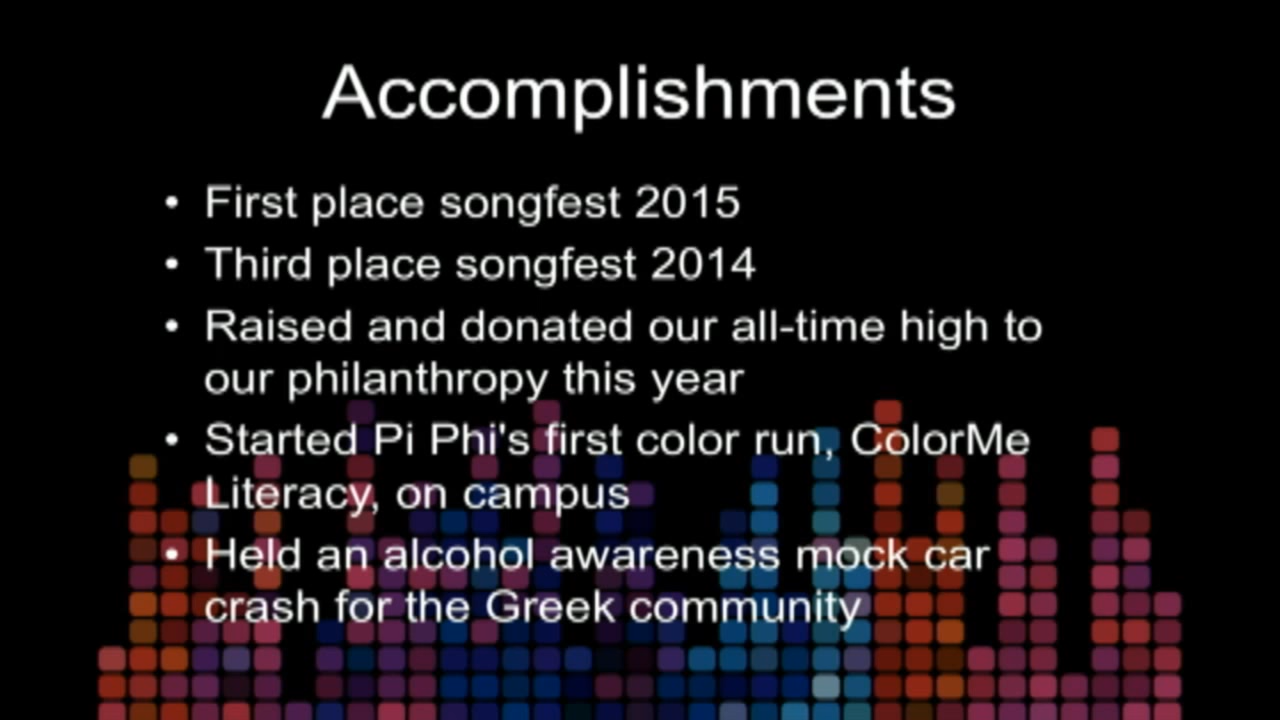 Accomplishments
• First place songfest 2015
• Third place songfest 2014
• Raised and donated our all-time high to
our philanthropy this year
• Started Pi Phi's first color run, ColorMe
Literacy, on campus
• Held an alcohol awareness mock car
crash for the Greek community